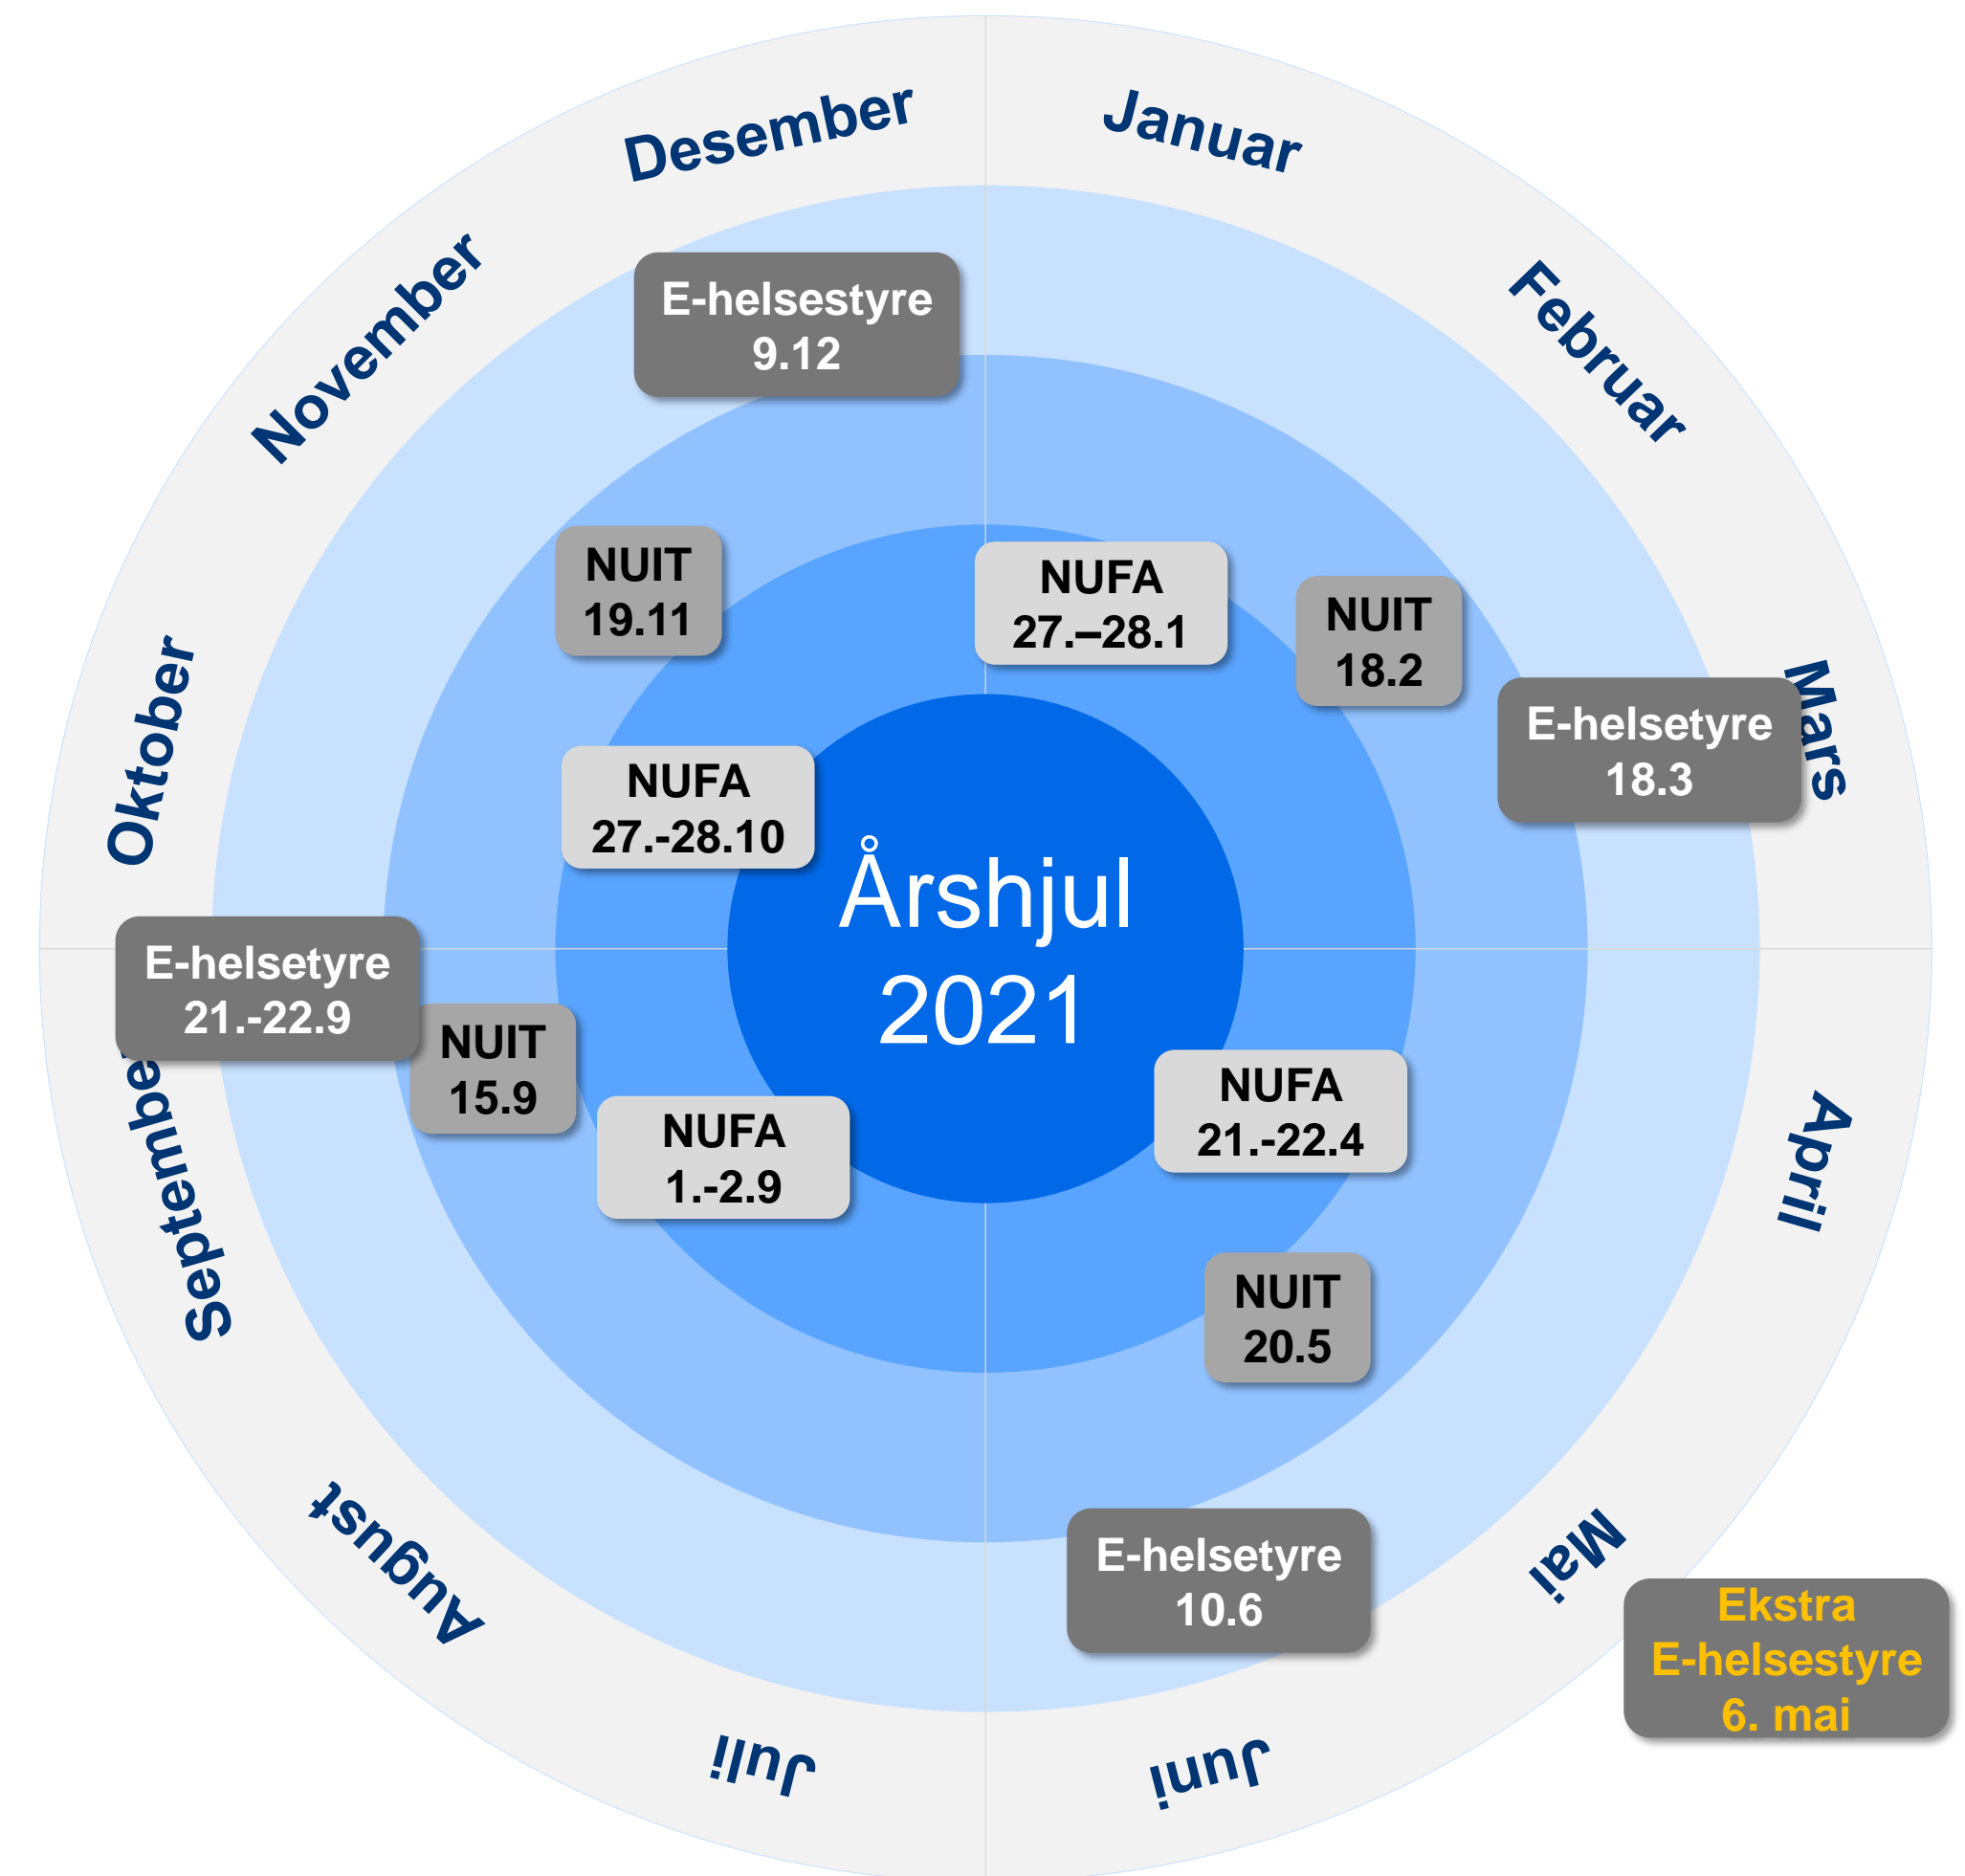 Desember
Januar
November
Februar
E-helsestyre
9.12
NUIT
19.11
NUFA
27.–28.1
NUIT
18.2
Oktober
Mars
E-helsetyre
18.3
NUFA
27.-28.10
Årshjul
2021
E-helsetyre
21.-22.9
NUIT
15.9
NUFA
21.-22.4
NUFA
1.-2.9
April
Septembe
NUIT
20.5
August
E-helsetyre
10.6
Mai
Ekstra
E-helsestyre
6. mai
Juli
Juni